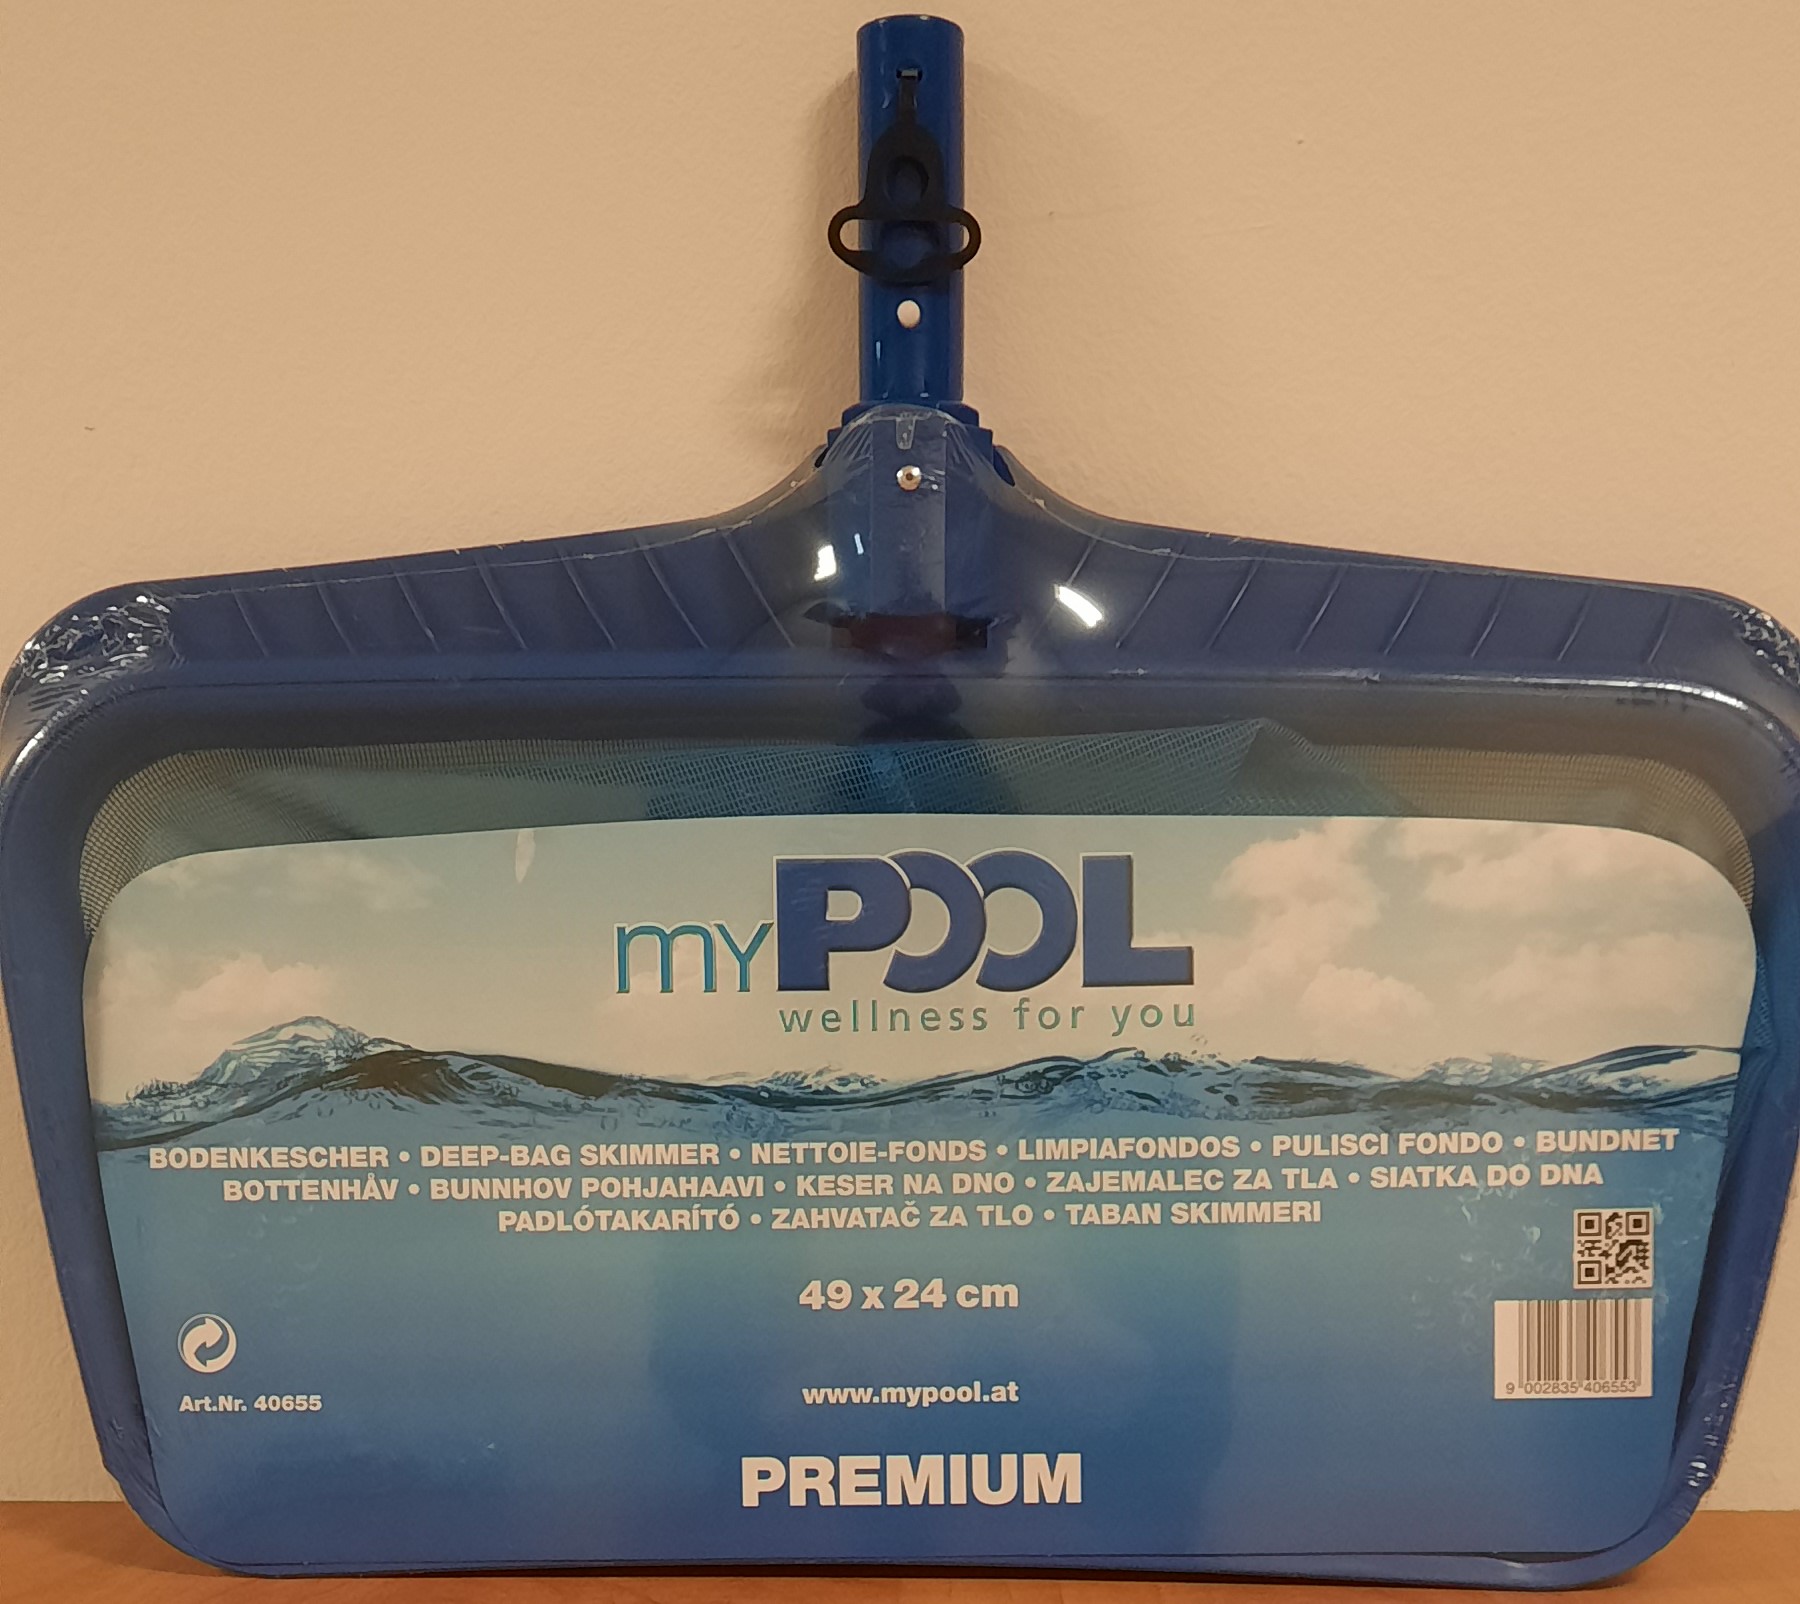 myPOOL
wellness for you
BODENKESCHER • DEEP-BAG SKIMMER • NETTOIE-FONDS • LIMPIAFONDOS • PULISCI FONDO • BUNDNET
BOTTENHÅV • BUNNHOV POHJAHAAVI • KESER NA DNO • ZAJEMALEC ZA TLA • SIATKA DO DNA
PADLÓTAKARÍTÓ • ZAHVATAČ ZA TLO • TABAN SKIMMERI
49 x 24 cm
Art.Nr. 40655
www.mypool.at
9 002835 406553
PREMIUM